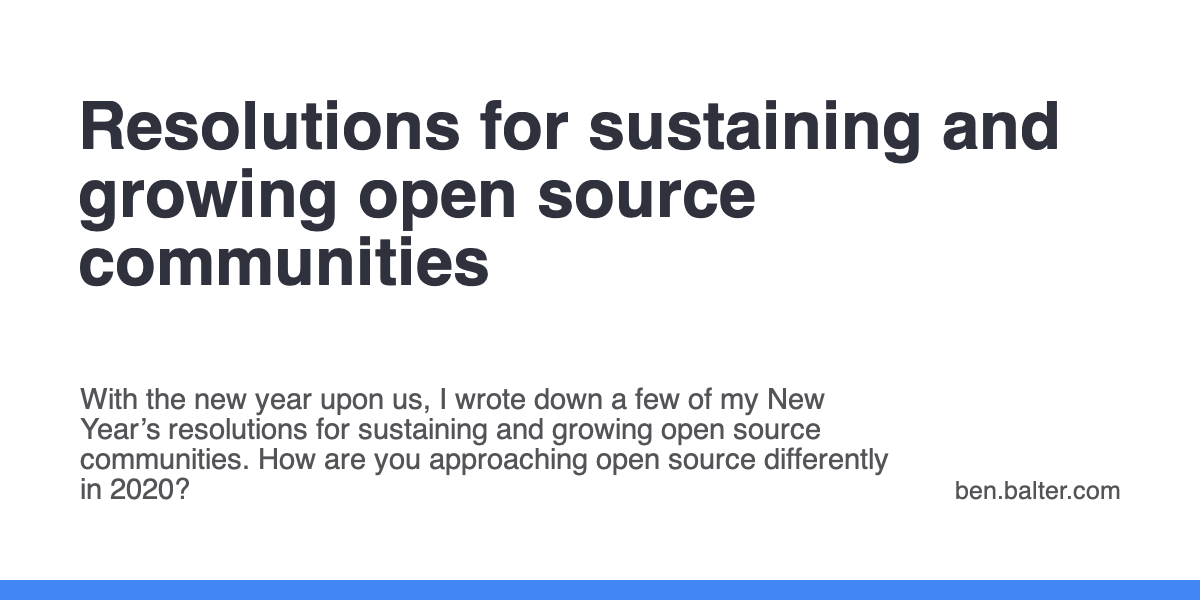 Resolutions for sustaining and
growing open source
communities
With the new year upon us, I wrote down a few of my New
Year’s resolutions for sustaining and growing open source
communities. How are you approaching open source differently
in 2020?
ben.balter.com